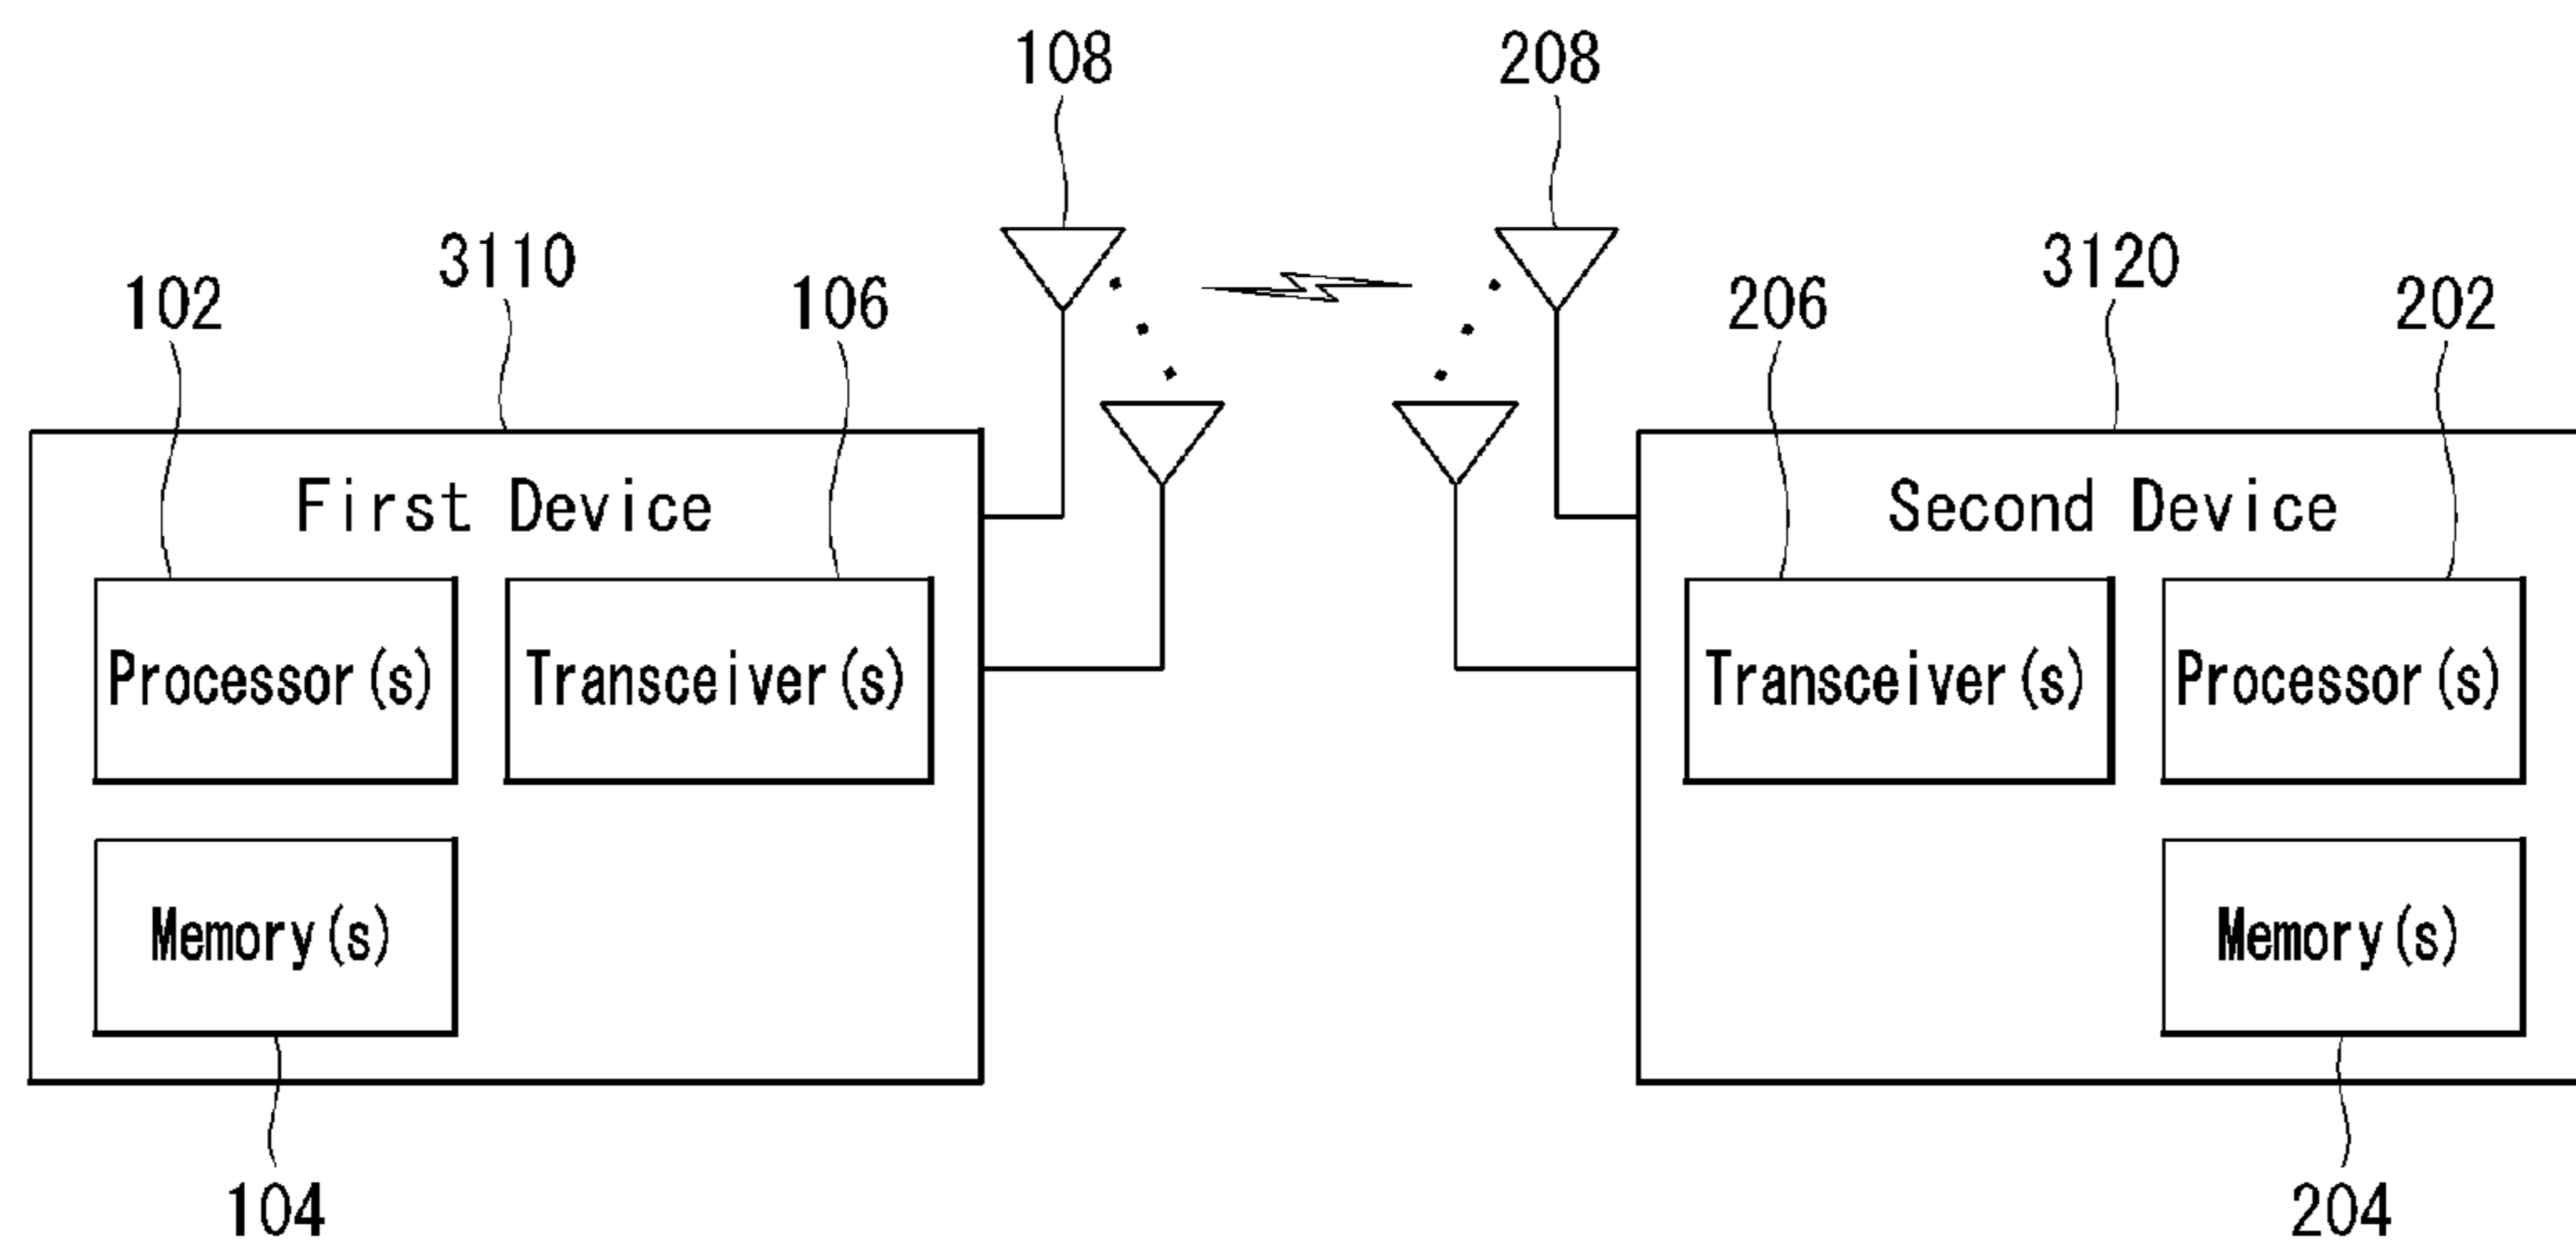 108 208
3110 3120
102 106 206 202
First Device Second Device
Processor(s) Transceiver(s) Transceiver(s) Processor(s)
Memory(s) Memory(s)
104 204